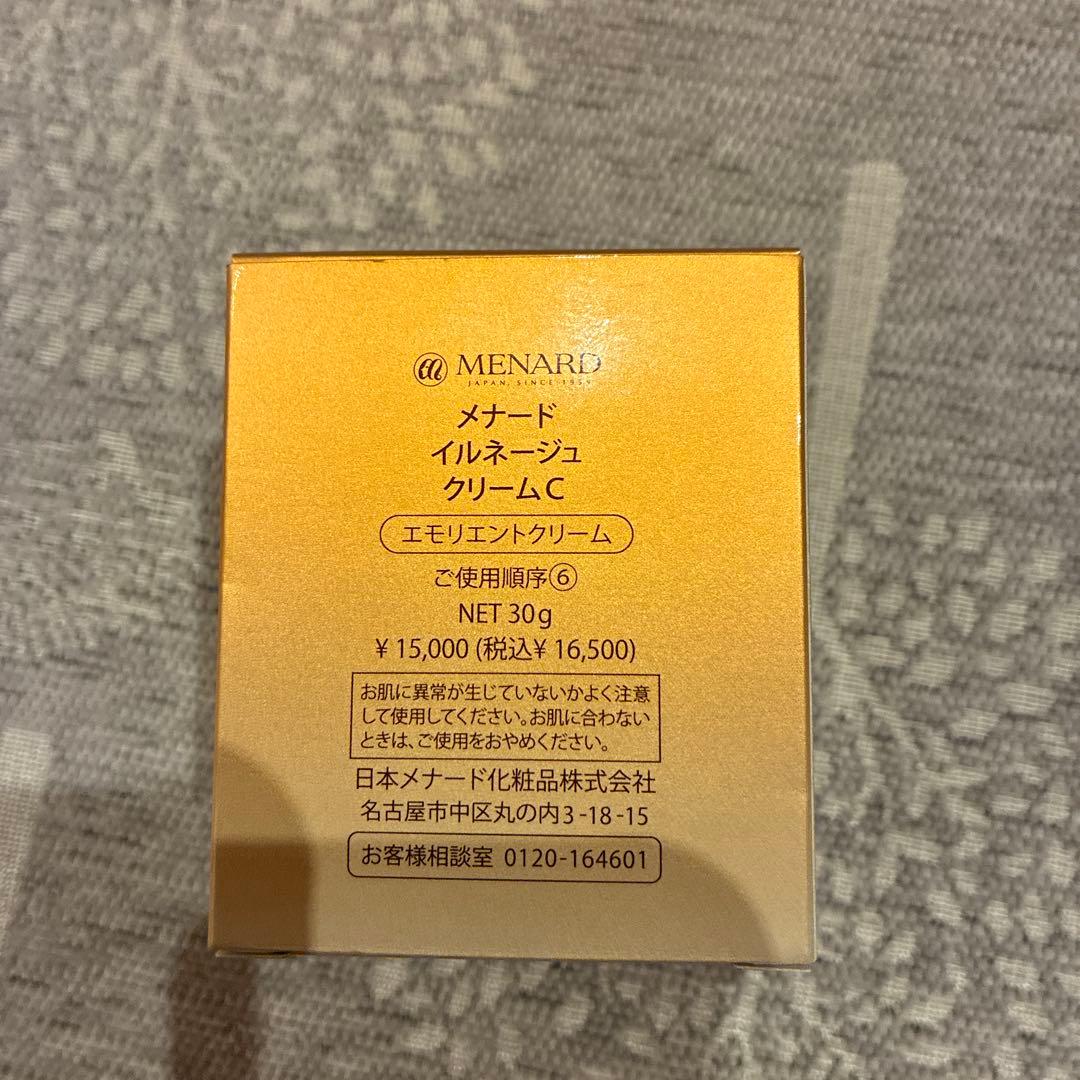 MENARD
JAPAN, SINCE 1959
メナード
イルネージュ
クリームC
エモリエントクリーム
ご使用順序⑥
NET 30g
¥ 15,000 (税込¥ 16,500)
お肌に異常が生じていないかよく注意
して使用してください。お肌に合わない
ときは、ご使用をおやめください。
日本メナード化粧品株式会社
名古屋市中区丸の内3-18-15
お客様相談室 0120-164601